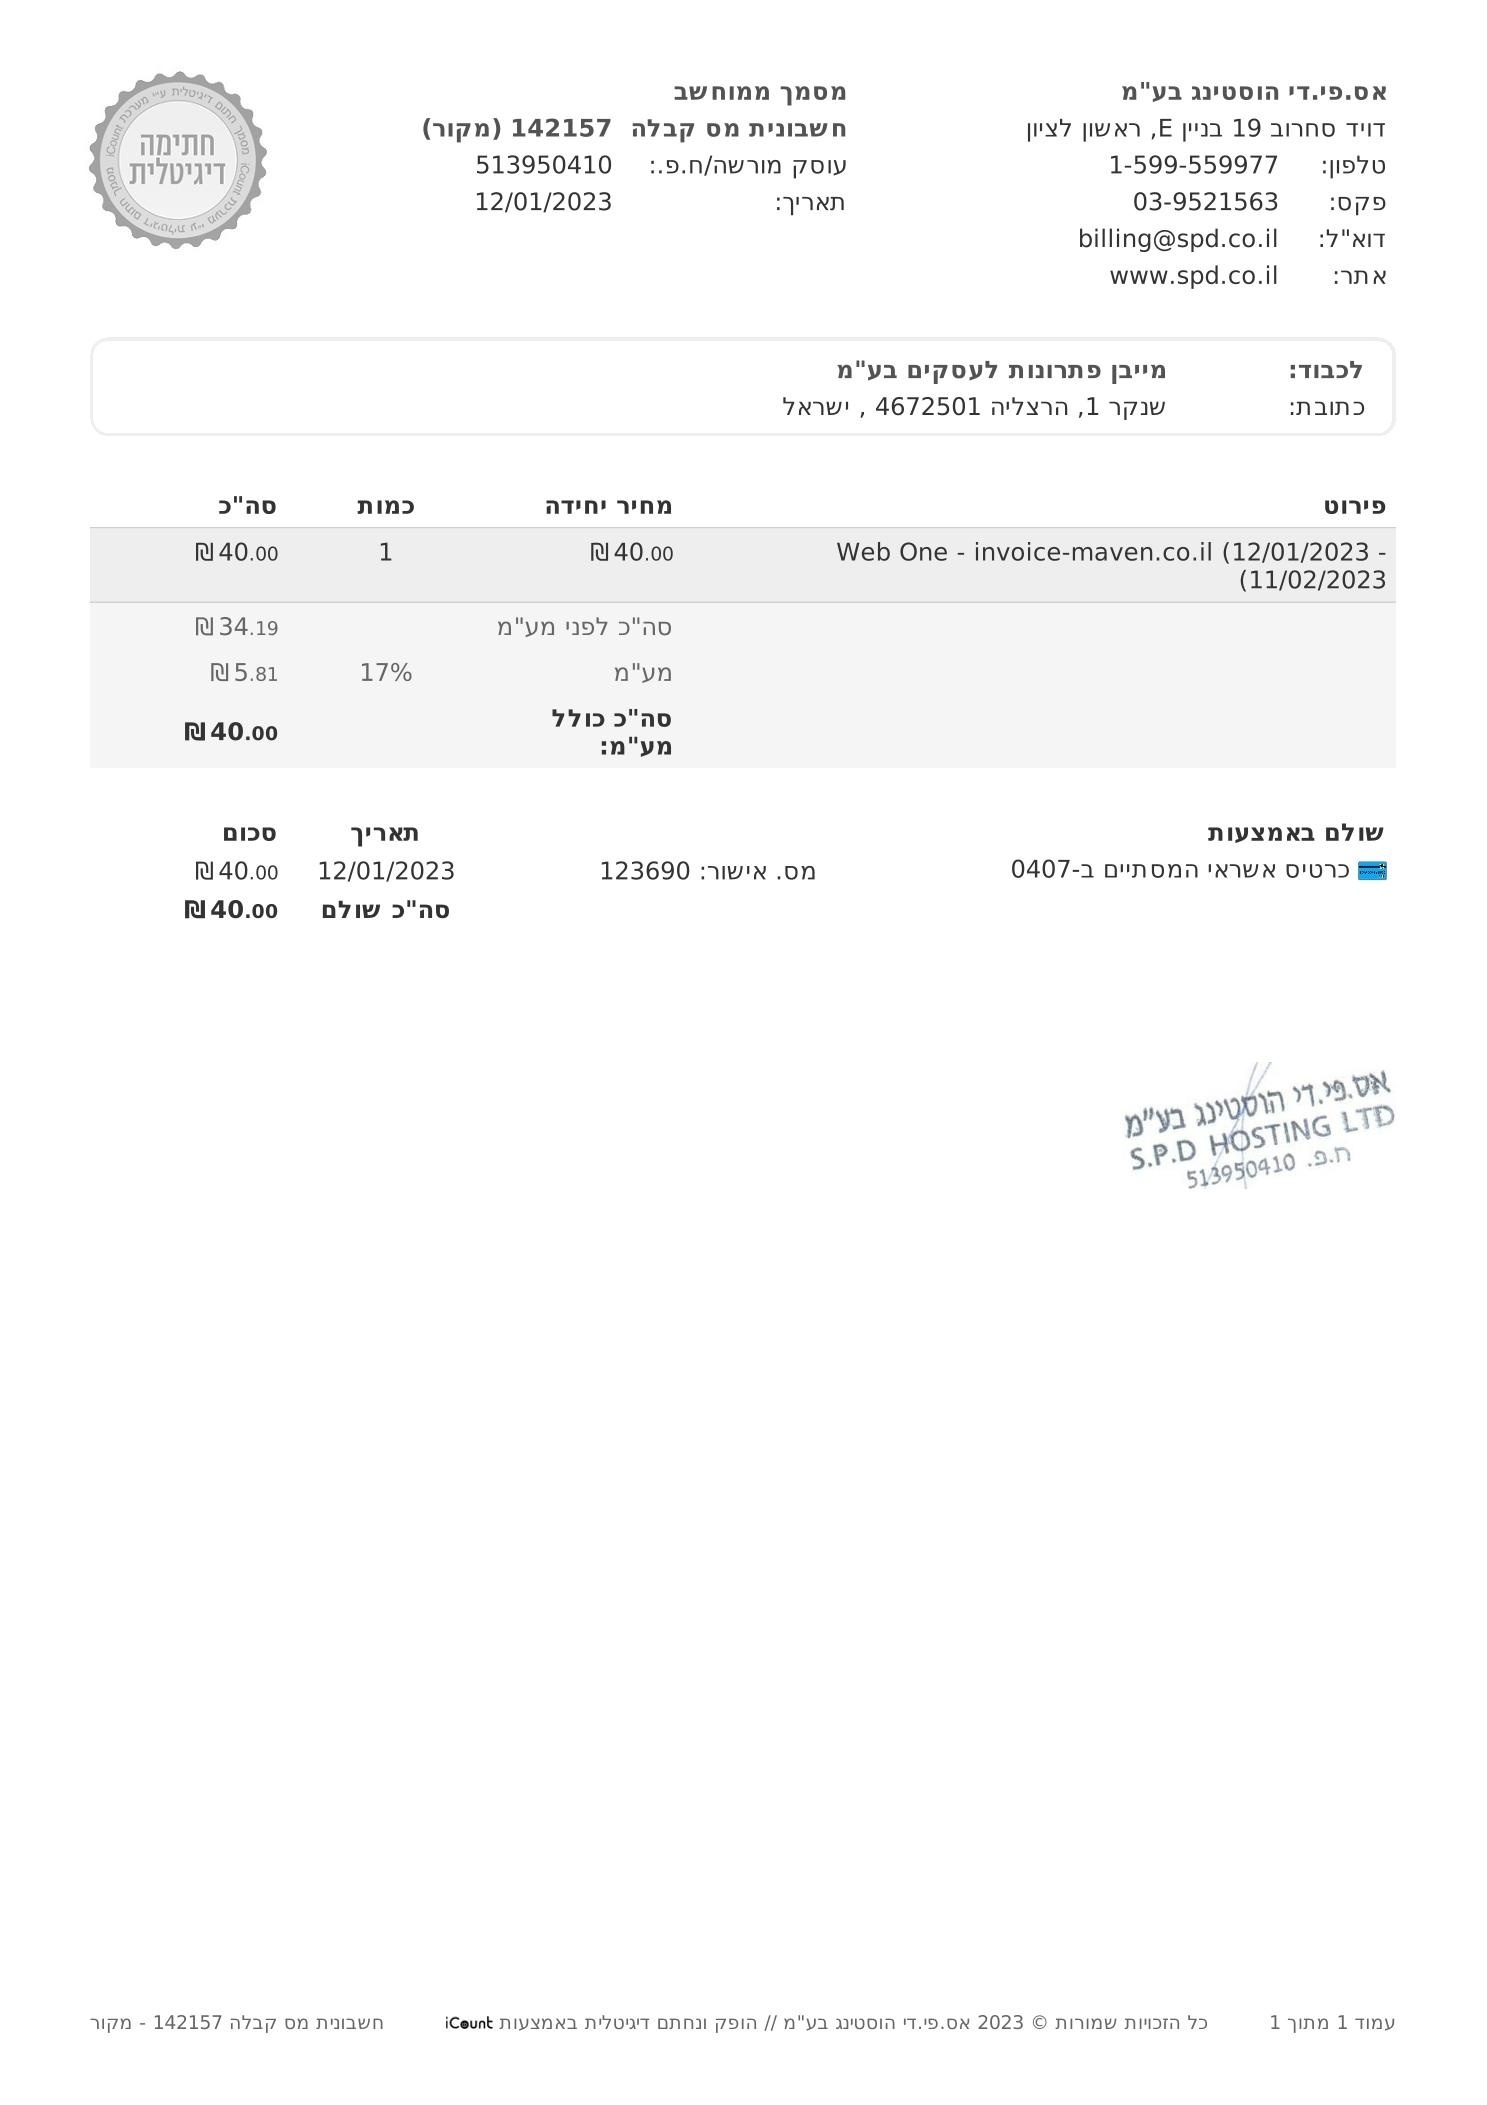 אס.פי.די הוסטינג בע"מ
דויד סחרוב 19 בניין E, ראשון לציון
טלפון: 1-599-559977
פקס: 03-9521563
דוא"ל: billing@spd.co.il
אתר: www.spd.co.il
מסמך ממוחשב
חשבונית מס קבלה 142157 (מקור)
עוסק מורשה/ח.פ.: 513950410
תאריך: 12/01/2023
חתימה
דיגיטלית
מסמך חתום דיגיטלית ע״י מערכת iCount
מסמך חתום דיגיטלית ע״י מערכת iCount
לכבוד: מייבן פתרונות לעסקים בע"מ
כתובת: שנקר 1, הרצליה 4672501 , ישראל
פירוט מחיר יחידה כמות סה"כ
Web One - invoice-maven.co.il (12/01/2023 - ₪40.00 1 ₪40.00
11/02/2023)
סה"כ לפני מע"מ ₪34.19
מע"מ 17% ₪5.81
סה"כ כולל ₪40.00
מע"מ:
שולם באמצעות תאריך סכום
כרטיס אשראי המסתיים ב-0407 מס. אישור: 123690 12/01/2023 ₪40.00
סה"כ שולם ₪40.00
אס.פי.די הוסטינג בע"מ
S.P.D HOSTING LTD
ח.פ. 513950410
עמוד 1 מתוך 1 כל הזכויות שמורות © 2023 אס.פי.די הוסטינג בע"מ // הופק ונחתם דיגיטלית באמצעות iCount חשבונית מס קבלה 142157 - מקור